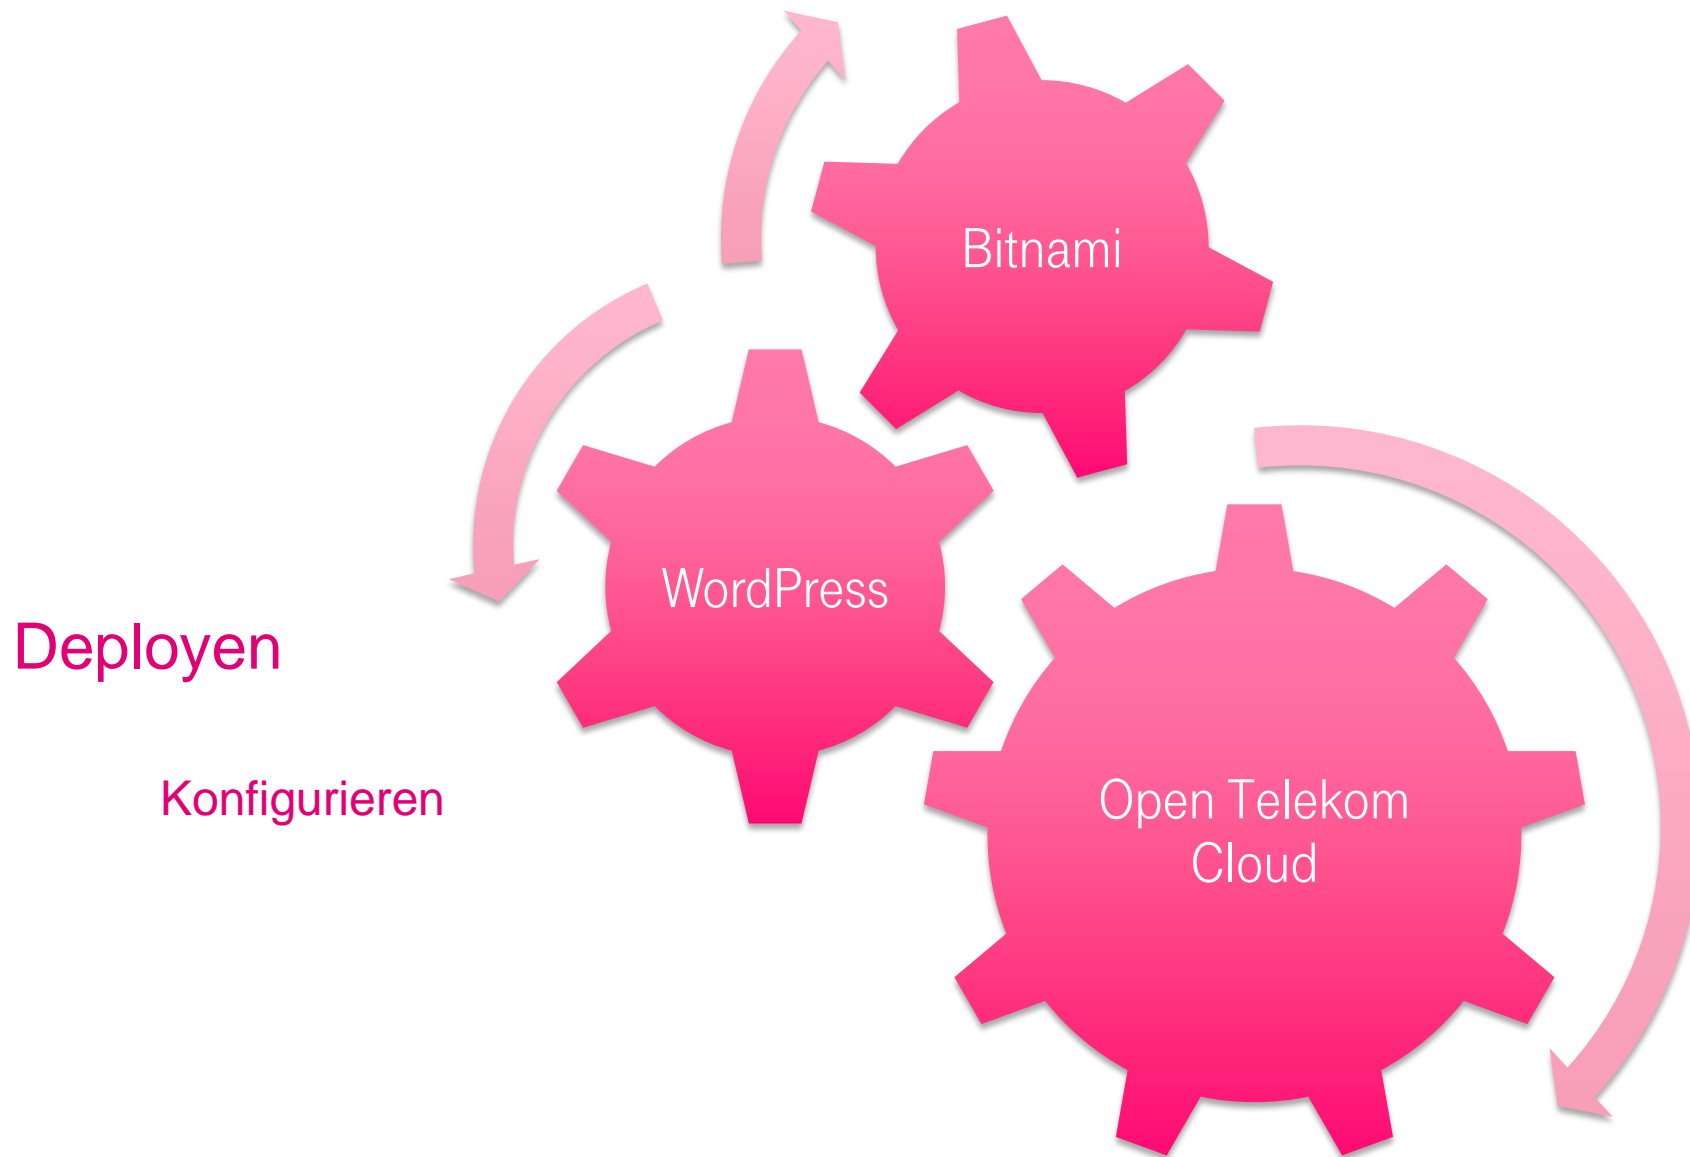 Bitnami
WordPress
Deployen
Konfigurieren
Open Telekom
Cloud